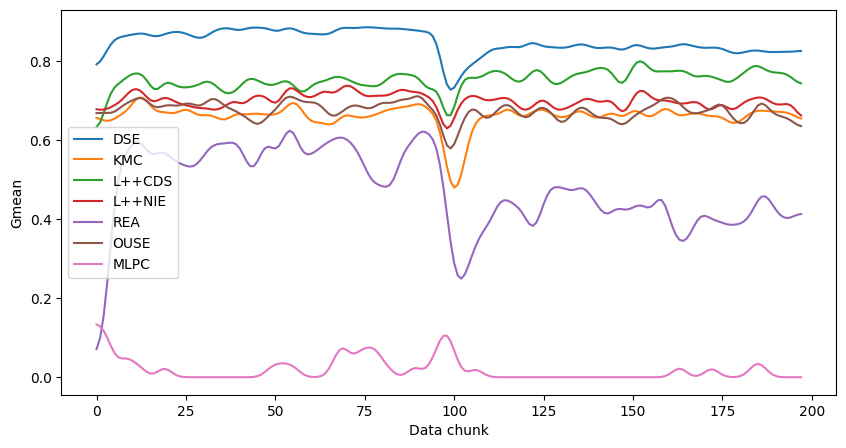 Gmean
0.8
0.6
0.4
0.2
0.0
DSE
KMC
L++CDS
L++NIE
REA
OUSE
MLPC
0 25 50 75 100 125 150 175 200
Data chunk